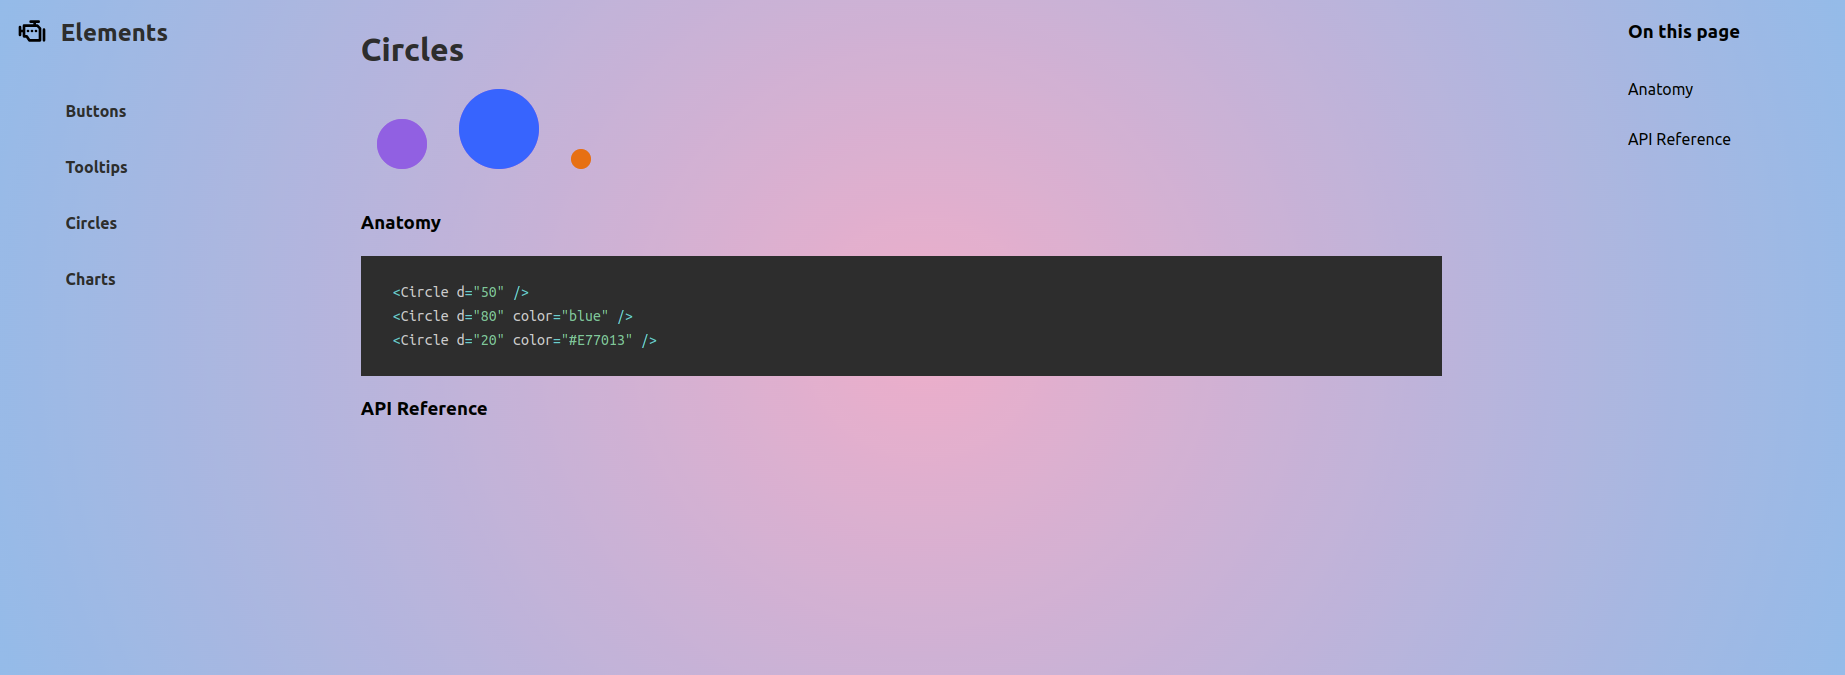 Elements
Buttons
Tooltips
Circles
Charts
Circles
Anatomy
<Circle d="50" />
<Circle d="80" color="blue" />
<Circle d="20" color="#E77013" />
API Reference
On this page
Anatomy
API Reference